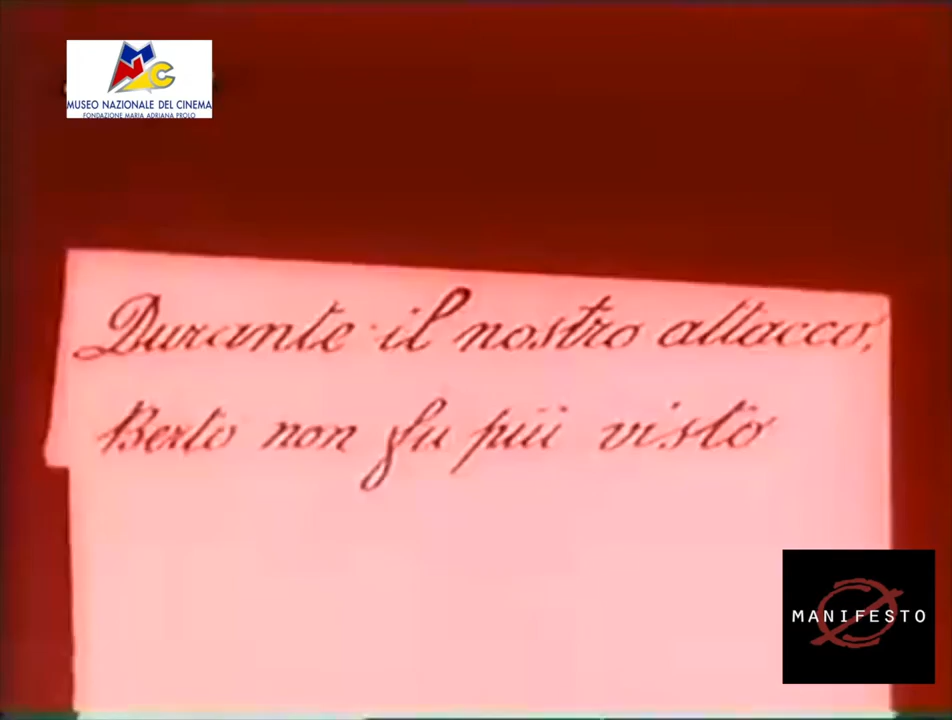 MUSEO NAZIONALE DEL CINEMA
FONDAZIONE MARIA ADRIANA PROLO
Durante il nostro attacco,
Berto non fu più visto
MANIFESTO